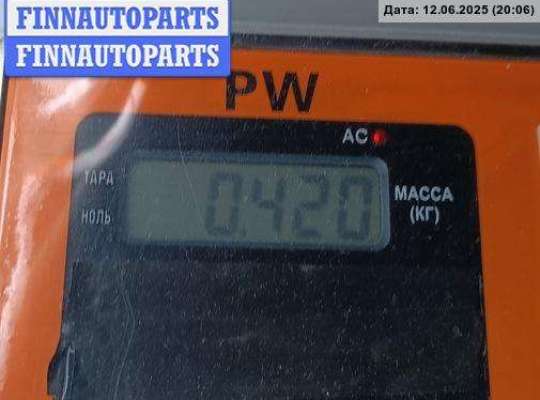 Дата: 12.06.2025 (20:06)
FINNAUTOPARTS
FINNAUTOPARTS
PW
AC
ТАРА
НОЛЬ
0.420
МАССА
(КГ)